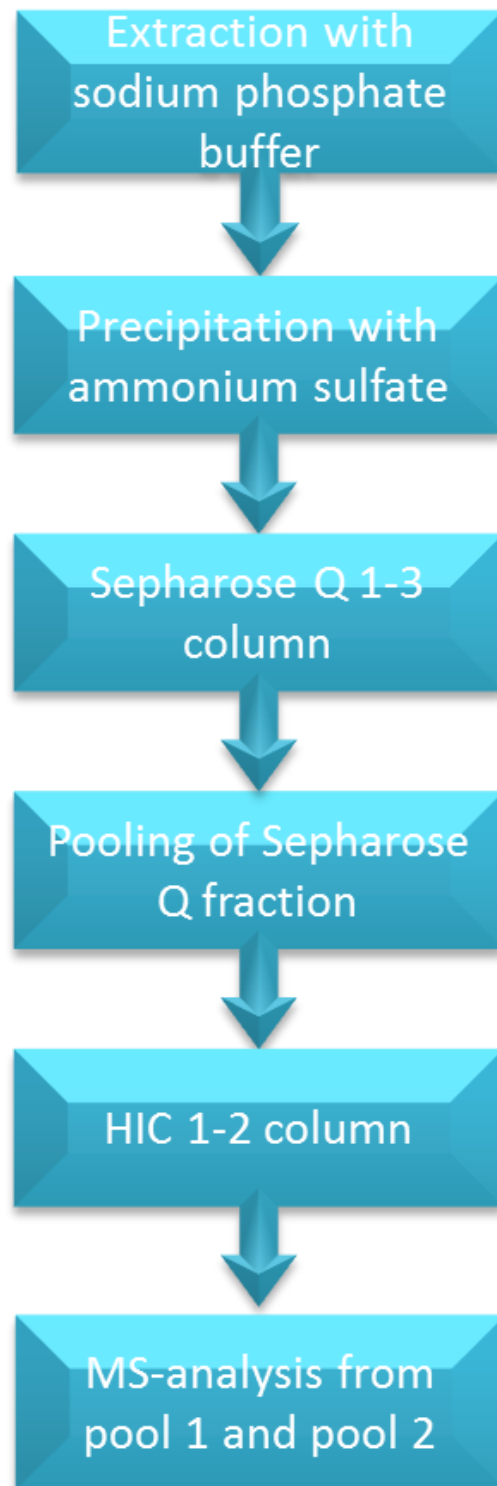 Extraction with
sodium phosphate
buffer
Precipitation with
ammonium sulfate
Sepharose Q 1-3
column
Pooling of Sepharose
Q fraction
HIC 1-2 column
MS-analysis from
pool 1 and pool 2